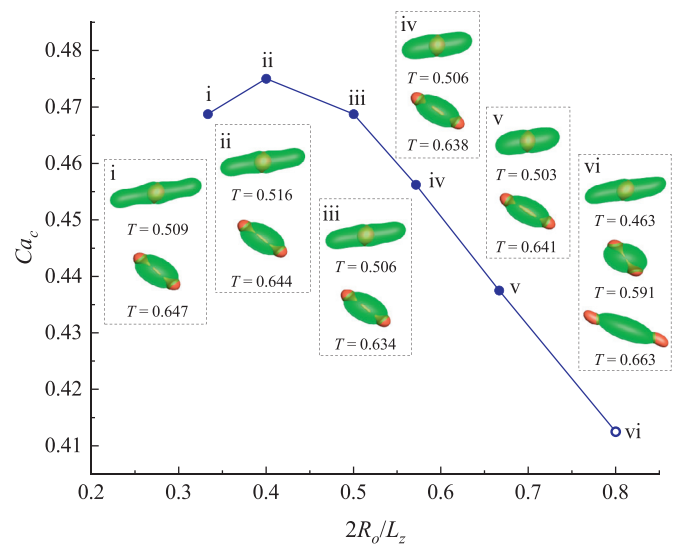 0.48
0.47
0.46
0.45
0.44
0.43
0.42
0.41
Ca_c
0.2
0.3
0.4
0.5
0.6
0.7
0.8
2R_o/L_z
i
ii
iii
iv
v
vi
i
T = 0.509
T = 0.647
ii
T = 0.516
T = 0.644
iii
T = 0.506
T = 0.634
iv
T = 0.506
T = 0.638
v
T = 0.503
T = 0.641
vi
T = 0.463
T = 0.591
T = 0.663